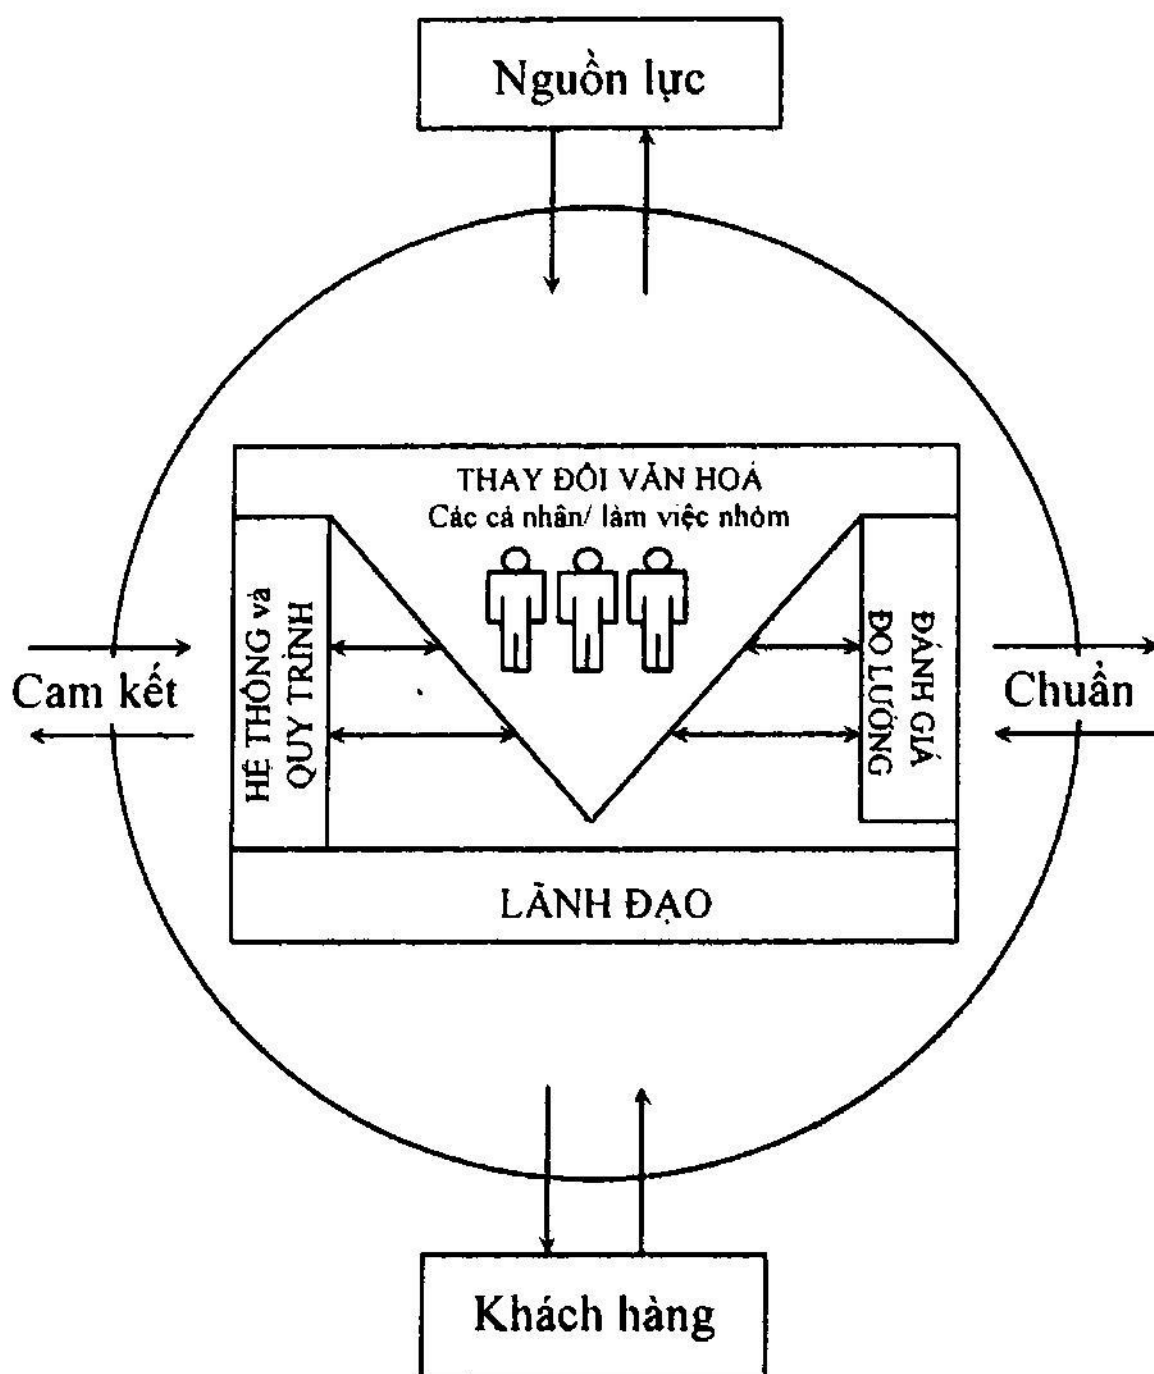 Nguồn lực
THAY ĐỔI VĂN HOÁ
Các cá nhân/ làm việc nhóm
HỆ THỐNG và
QUY TRÌNH
ĐÁNH GIÁ
ĐO LƯỜNG
Cam kết
Chuẩn
LÃNH ĐẠO
Khách hàng